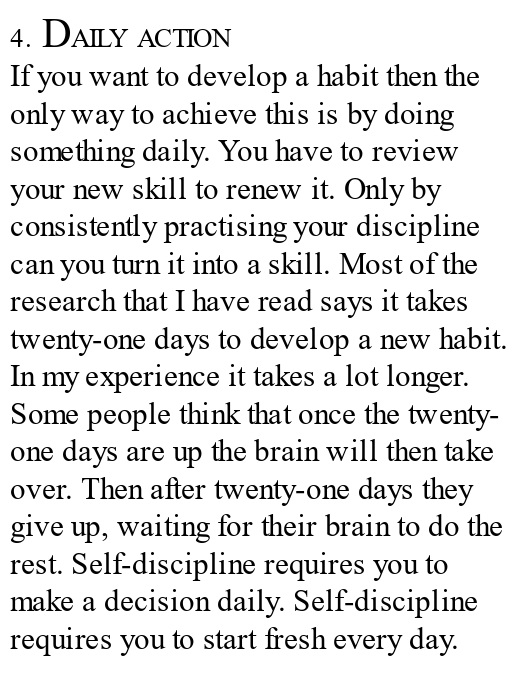 4. DAILY ACTION
If you want to develop a habit then the
only way to achieve this is by doing
something daily. You have to review
your new skill to renew it. Only by
consistently practising your discipline
can you turn it into a skill. Most of the
research that I have read says it takes
twenty-one days to develop a new habit.
In my experience it takes a lot longer.
Some people think that once the twenty-
one days are up the brain will then take
over. Then after twenty-one days they
give up, waiting for their brain to do the
rest. Self-discipline requires you to
make a decision daily. Self-discipline
requires you to start fresh every day.